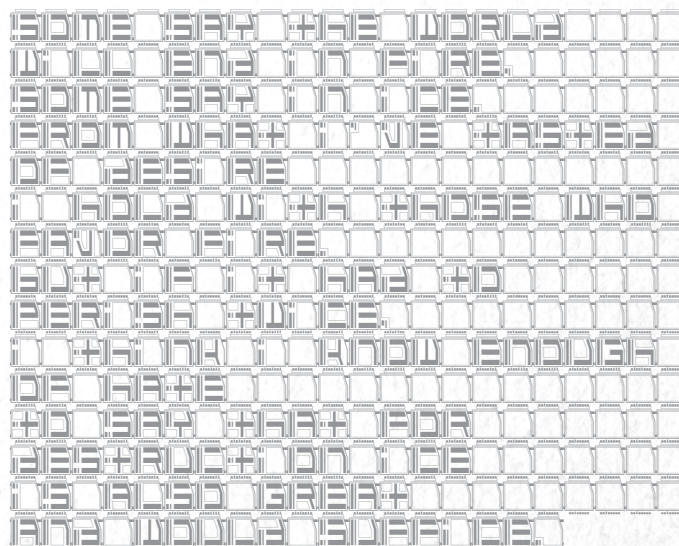 SOME SAY THE WORLD
WILL END IN FIRE,
SOME SAY IN ICE.
FROM WHAT I'VE TASTED
OF DESIRE
I HOLD WITH THOSE WHO
FAVOR FIRE.
BUT IF IT HAD TO
PERISH TWICE,
I THINK I KNOW ENOUGH
OF HATE
TO SAY THAT FOR
DESTRUCTION ICE
IS ALSO GREAT
AND WOULD SUFFICE.